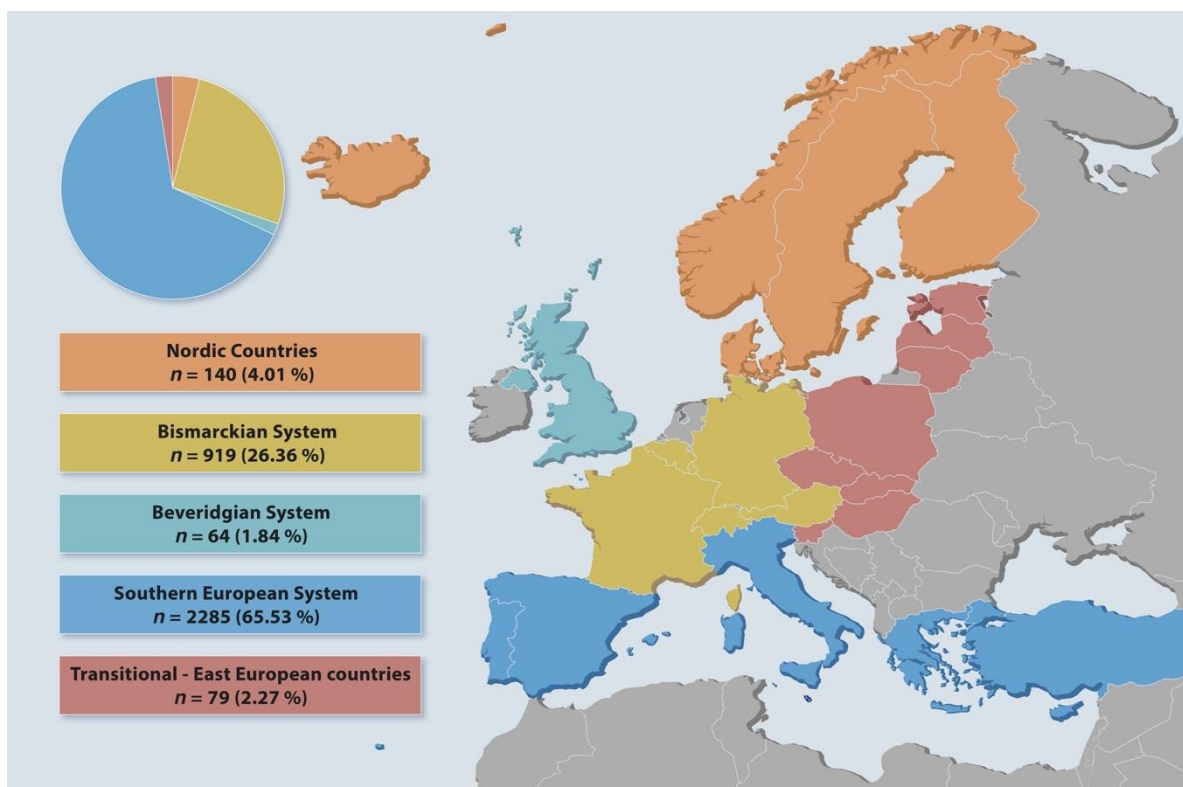 Nordic Countries
n = 140 (4.01 %)
Bismarckian System
n = 919 (26.36 %)
Beveridgian System
n = 64 (1.84 %)
Southern European System
n = 2285 (65.53 %)
Transitional - East European countries
n = 79 (2.27 %)